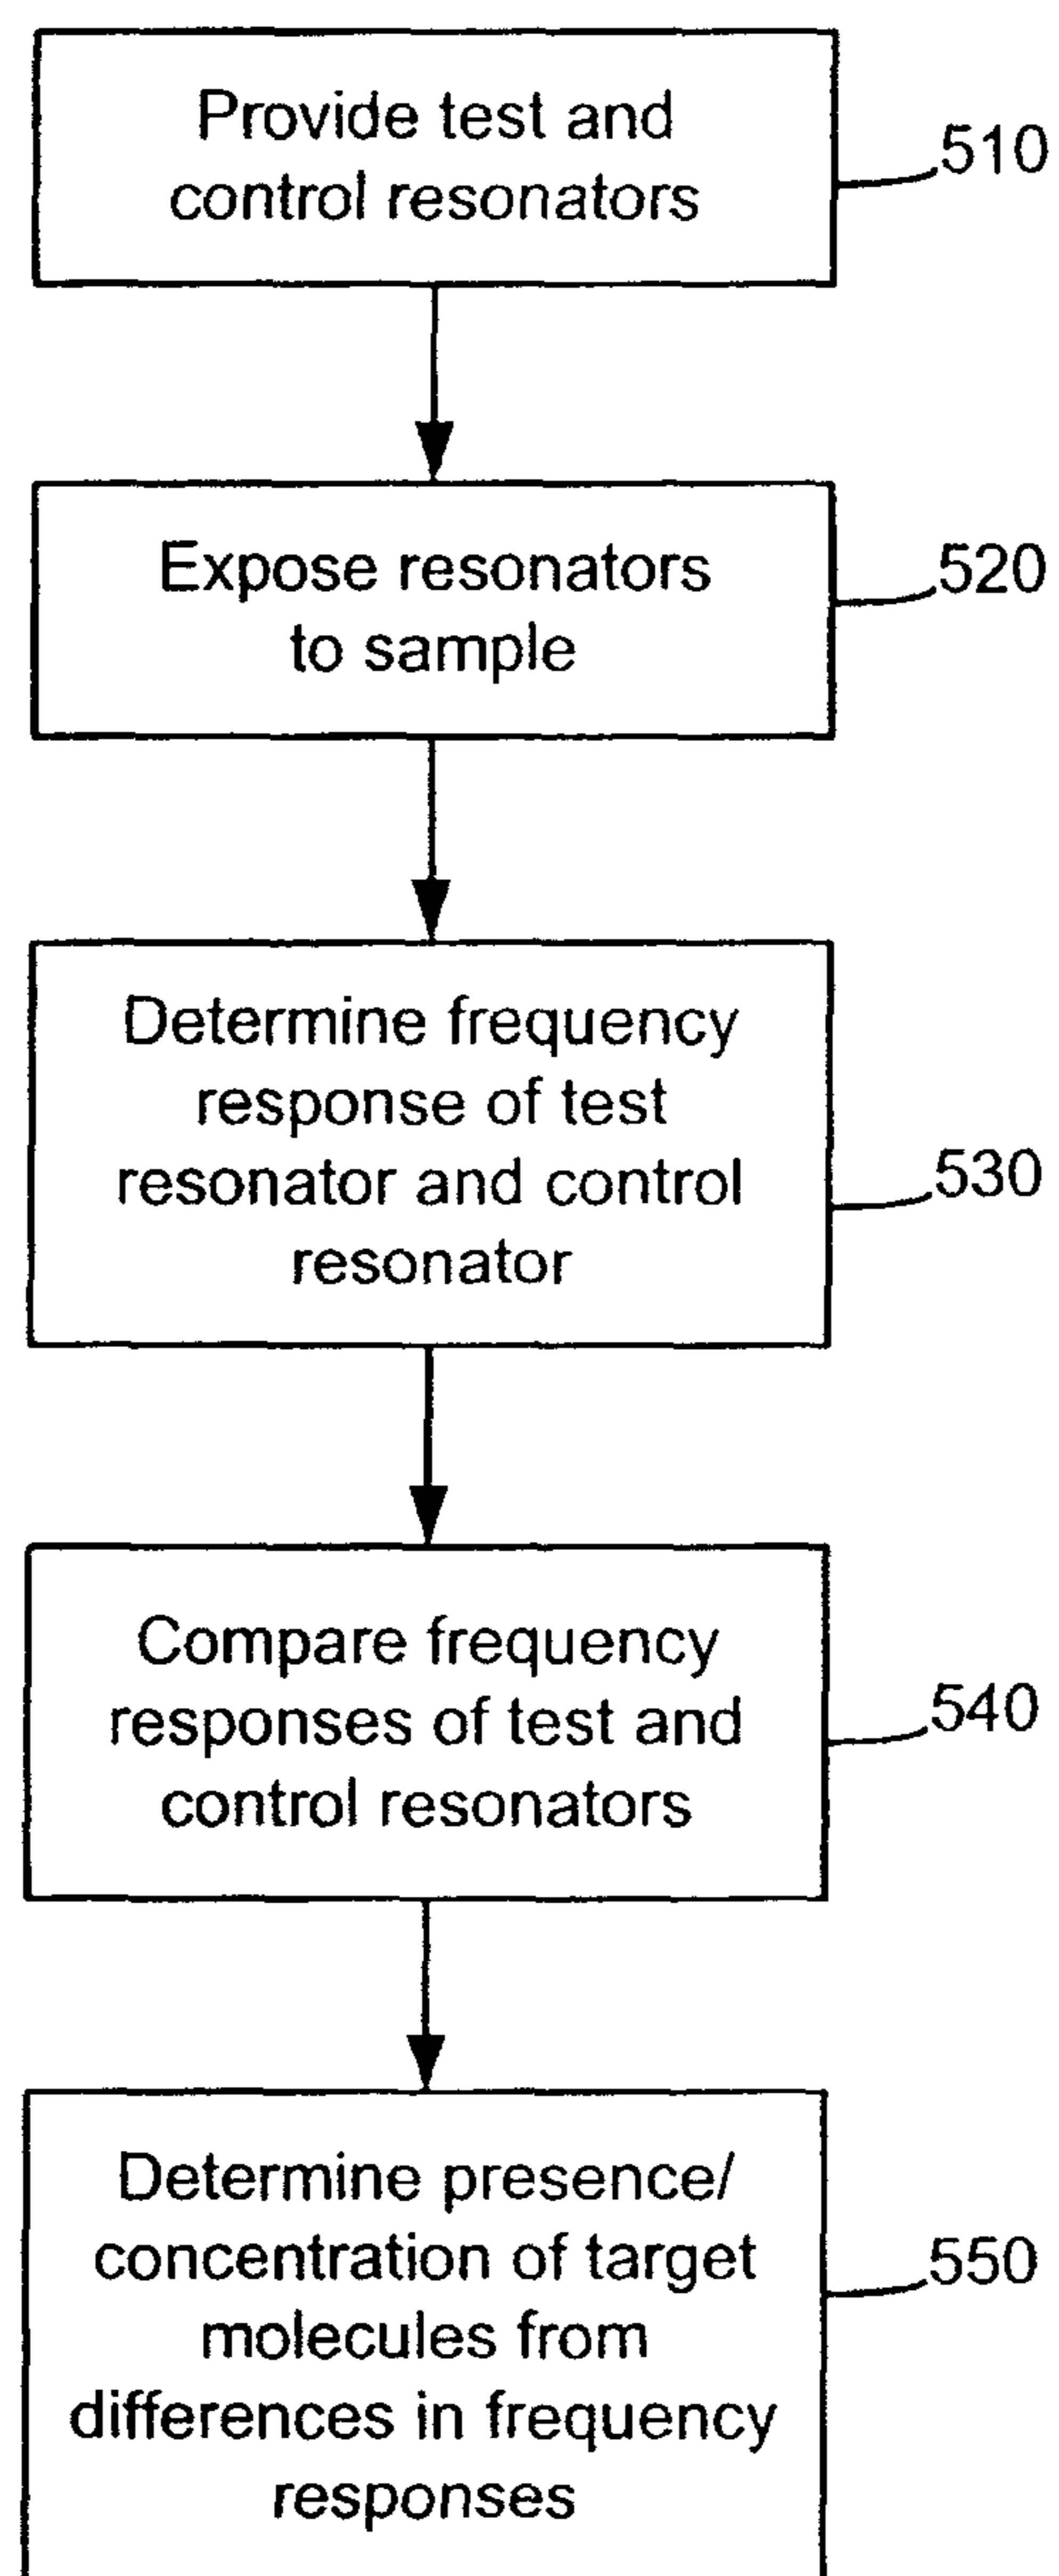 Provide test and
control resonators
510
Expose resonators
to sample
520
Determine frequency
response of test
resonator and control
resonator
530
Compare frequency
responses of test and
control resonators
540
Determine presence/
concentration of target
molecules from
differences in frequency
responses
550